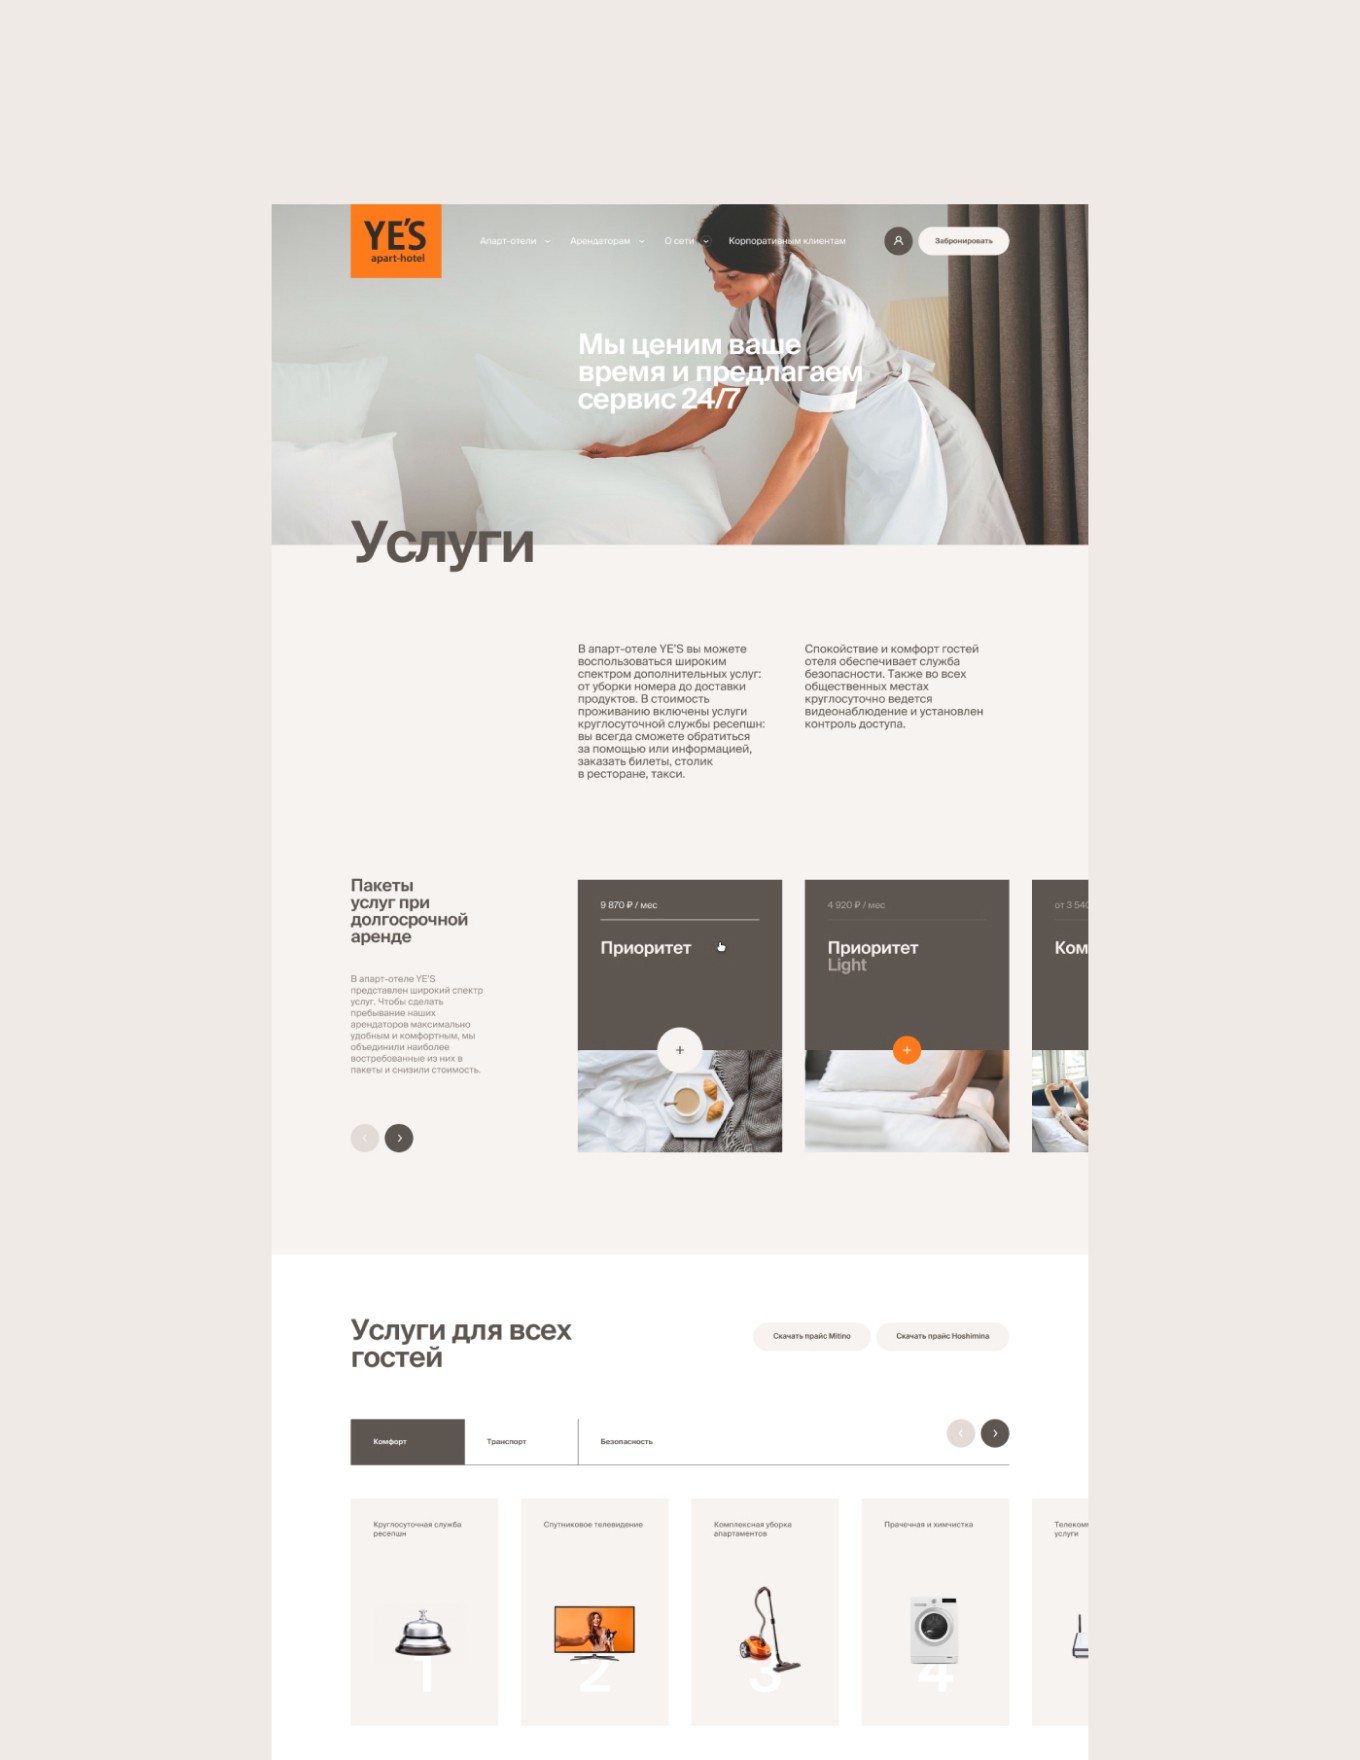 YE'S
apart-hotel
Апарт-отели
Арендаторам
О сети
Корпоративным клиентам
Забронировать
Мы ценим ваше
время и предлагаем
сервис 24/7
Услуги
В апарт-отеле YE'S вы можете
воспользоваться широким
спектром дополнительных услуг:
от уборки номера до доставки
продуктов. В стоимость
проживанию включены услуги
круглосуточной службы ресепшн:
вы всегда сможете обратиться
за помощью или информацией,
заказать билеты, столик
в ресторане, такси.
Спокойствие и комфорт гостей
отеля обеспечивает служба
безопасности. Также во всех
общественных местах
круглосуточно ведется
видеонаблюдение и установлен
контроль доступа.
Пакеты
услуг при
долгосрочной
аренде
В апарт-отеле YE'S
представлен широкий спектр
услуг. Чтобы сделать
пребывание наших
арендаторов максимально
удобным и комфортным, мы
объединили наиболее
востребованные из них в
пакеты и снизили стоимость.
9 870 ₽ / мес
Приоритет
4 920 ₽ / мес
Приоритет
Light
от 3 540
Ком
Услуги для всех
гостей
Скачать прайс Mitino
Скачать прайс Hoshimina
Комфорт
Транспорт
Безопасность
Круглосуточная служба
ресепшн
1
Спутниковое телевидение
2
Комплексная уборка
апартаментов
3
Прачечная и химчистка
4
Телеком
услуги